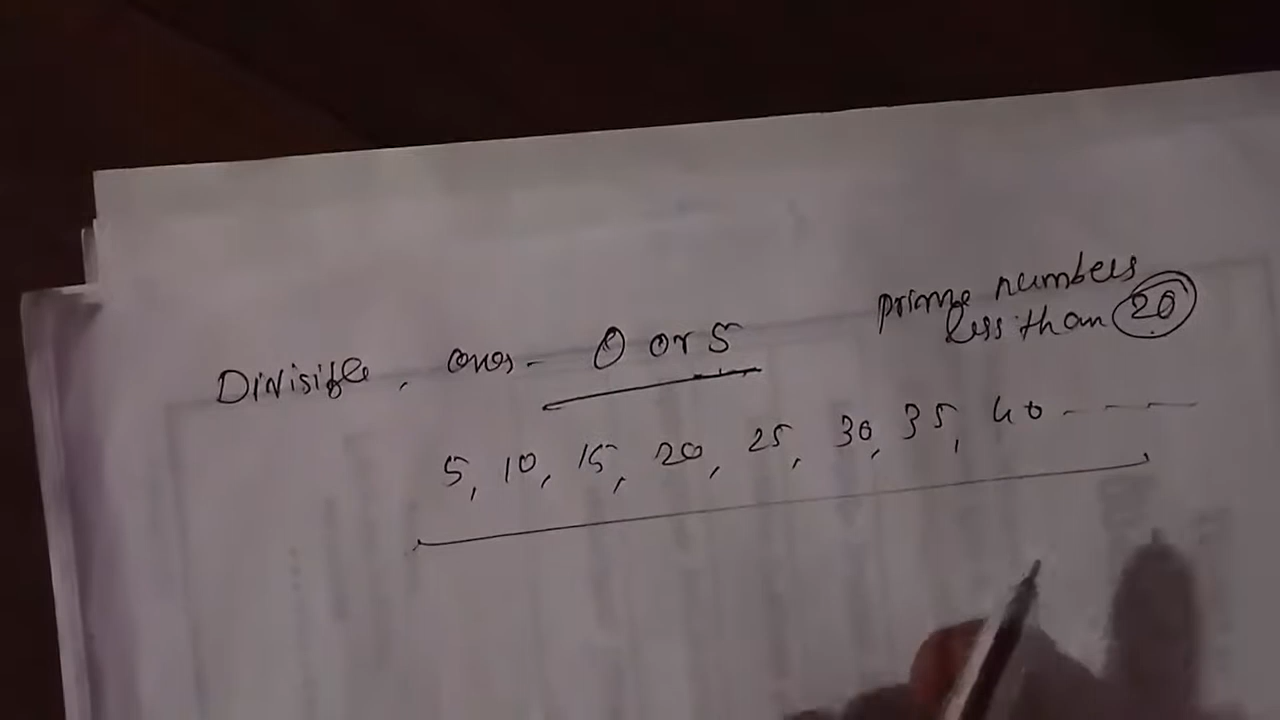 prime numbers
less than 20
Divisible, ones - 0 or 5
5, 10, 15, 20, 25, 30, 35, 40 - - - -